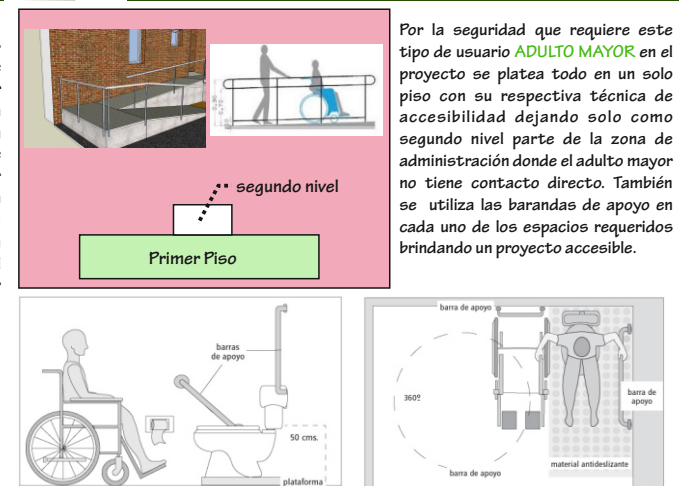 Por la seguridad que requiere este
tipo de usuario ADULTO MAYOR en el
proyecto se platea todo en un solo
piso con su respectiva técnica de
accesibilidad dejando solo como
segundo nivel parte de la zona de
administración donde el adulto mayor
no tiene contacto directo. También
se utiliza las barandas de apoyo en
cada uno de los espacios requeridos
brindando un proyecto accesible.
segundo nivel
Primer Piso
barras
de apoyo
50 cms.
plataforma
barra de apoyo
360º
barra de
apoyo
material antideslizante
barra de apoyo